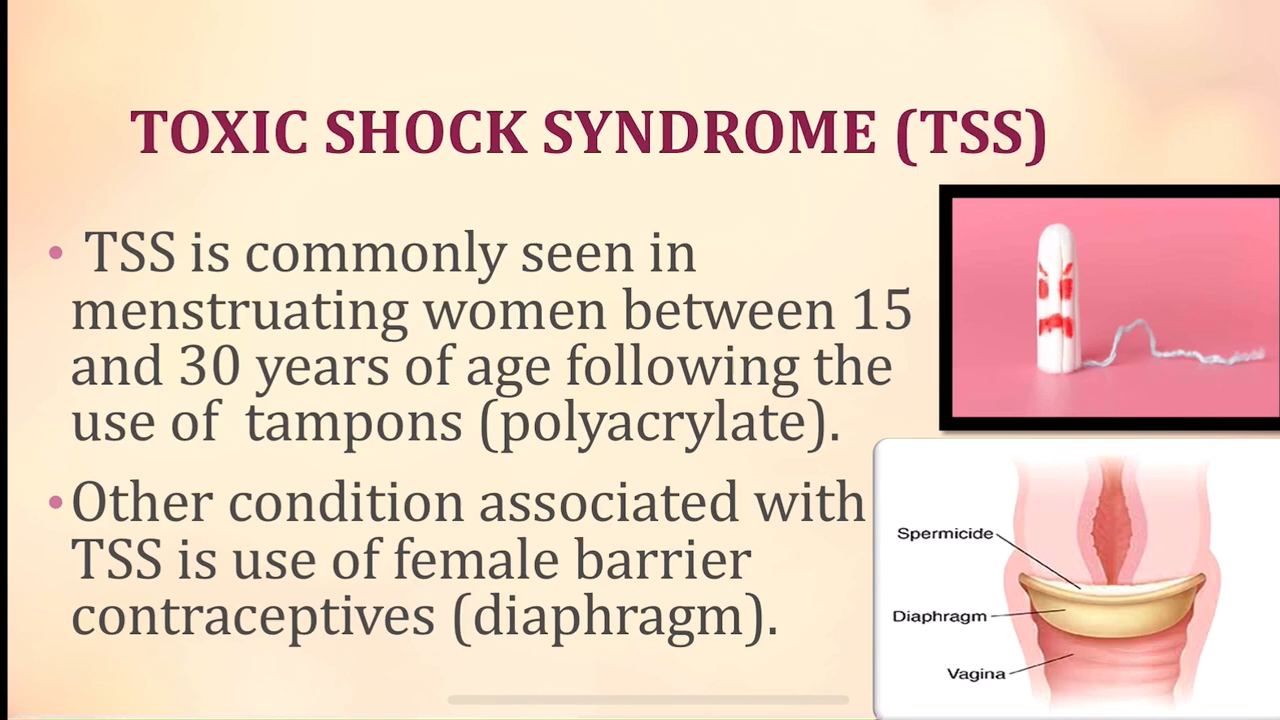 TOXIC SHOCK SYNDROME (TSS)
• TSS is commonly seen in
menstruating women between 15
and 30 years of age following the
use of tampons (polyacrylate).
• Other condition associated with
TSS is use of female barrier
contraceptives (diaphragm).
Spermicide
Diaphragm
Vagina